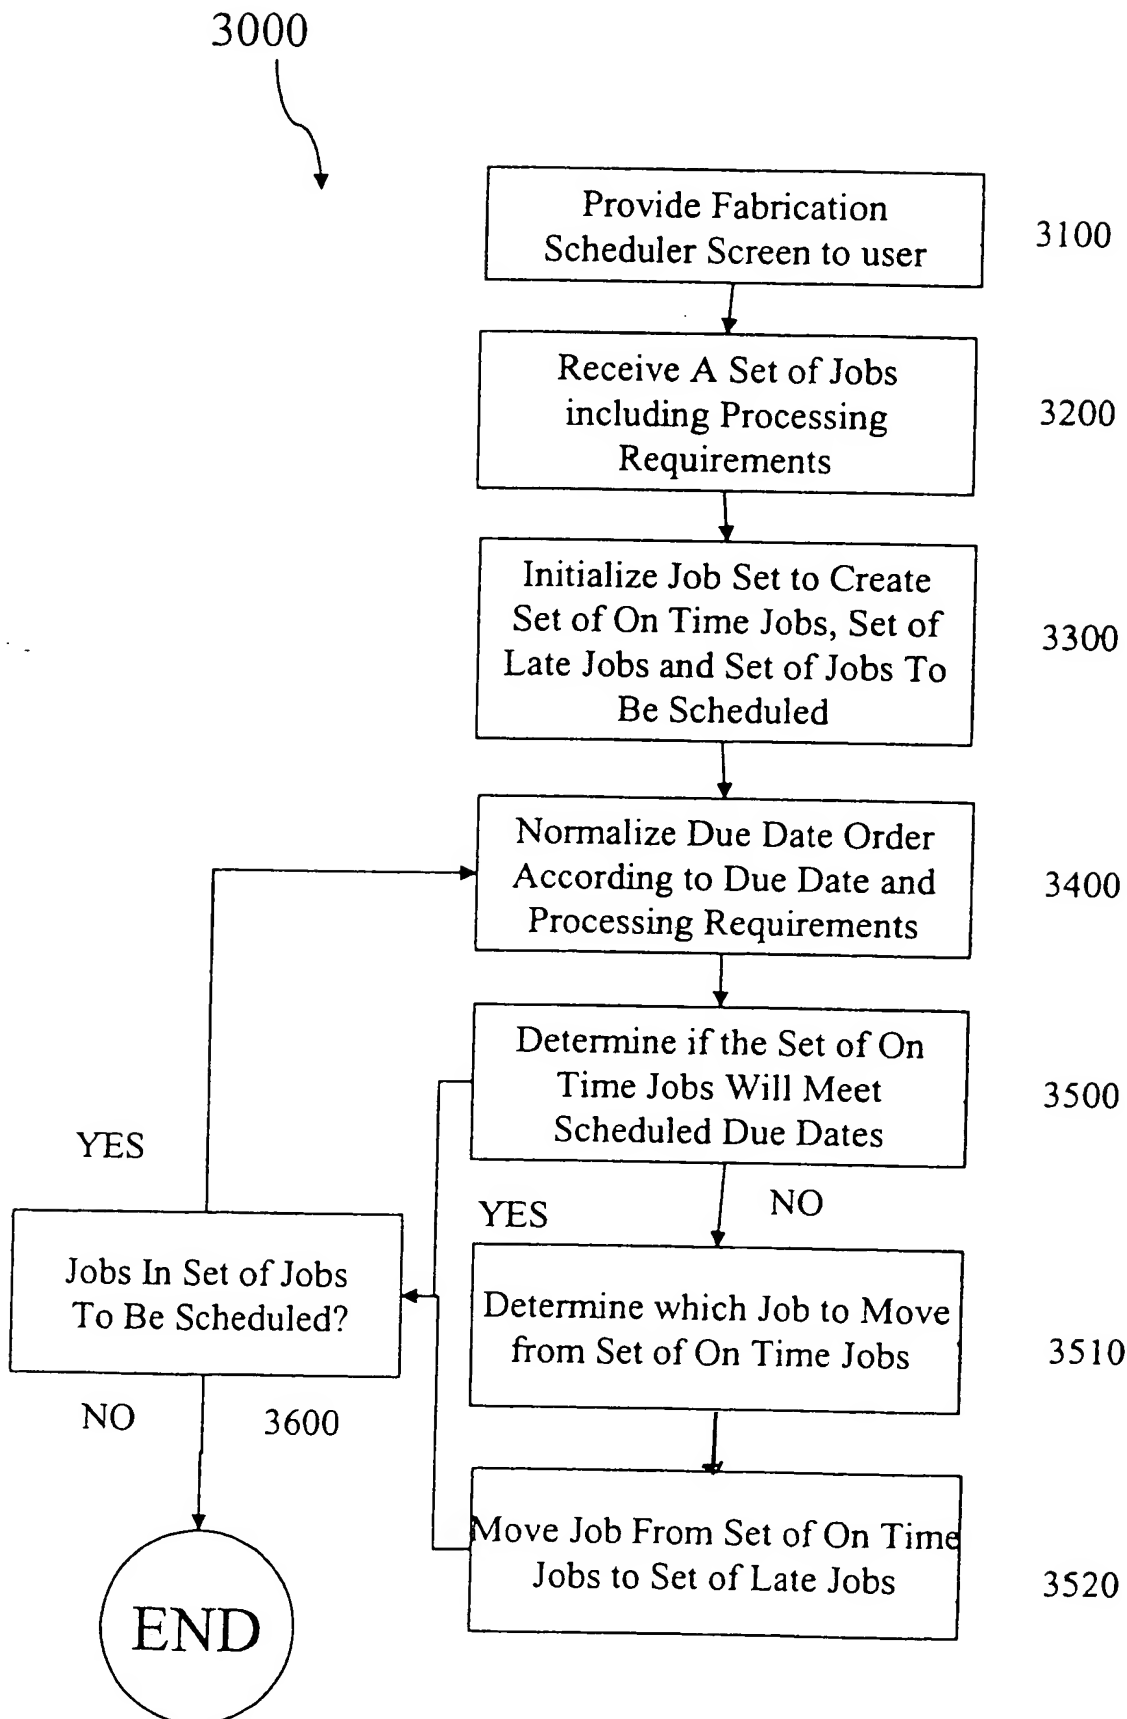 3000
Provide Fabrication
Scheduler Screen to user
3100
Receive A Set of Jobs
including Processing
Requirements
3200
Initialize Job Set to Create
Set of On Time Jobs, Set of
Late Jobs and Set of Jobs To
Be Scheduled
3300
Normalize Due Date Order
According to Due Date and
Processing Requirements
3400
Determine if the Set of On
Time Jobs Will Meet
Scheduled Due Dates
3500
YES
NO
YES
Jobs In Set of Jobs
To Be Scheduled?
Determine which Job to Move
from Set of On Time Jobs
3510
NO
3600
Move Job From Set of On Time
Jobs to Set of Late Jobs
3520
END